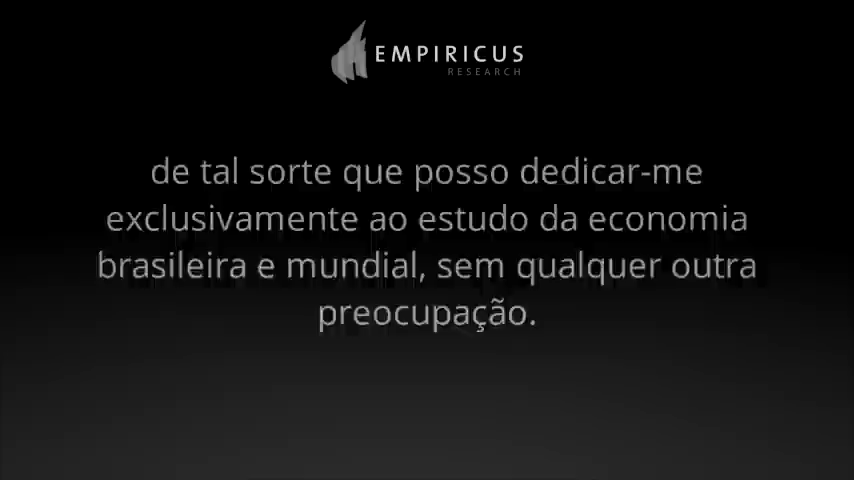 EMPIRICUS
RESEARCH
de tal sorte que posso dedicar-me
exclusivamente ao estudo da economia
brasileira e mundial, sem qualquer outra
preocupação.